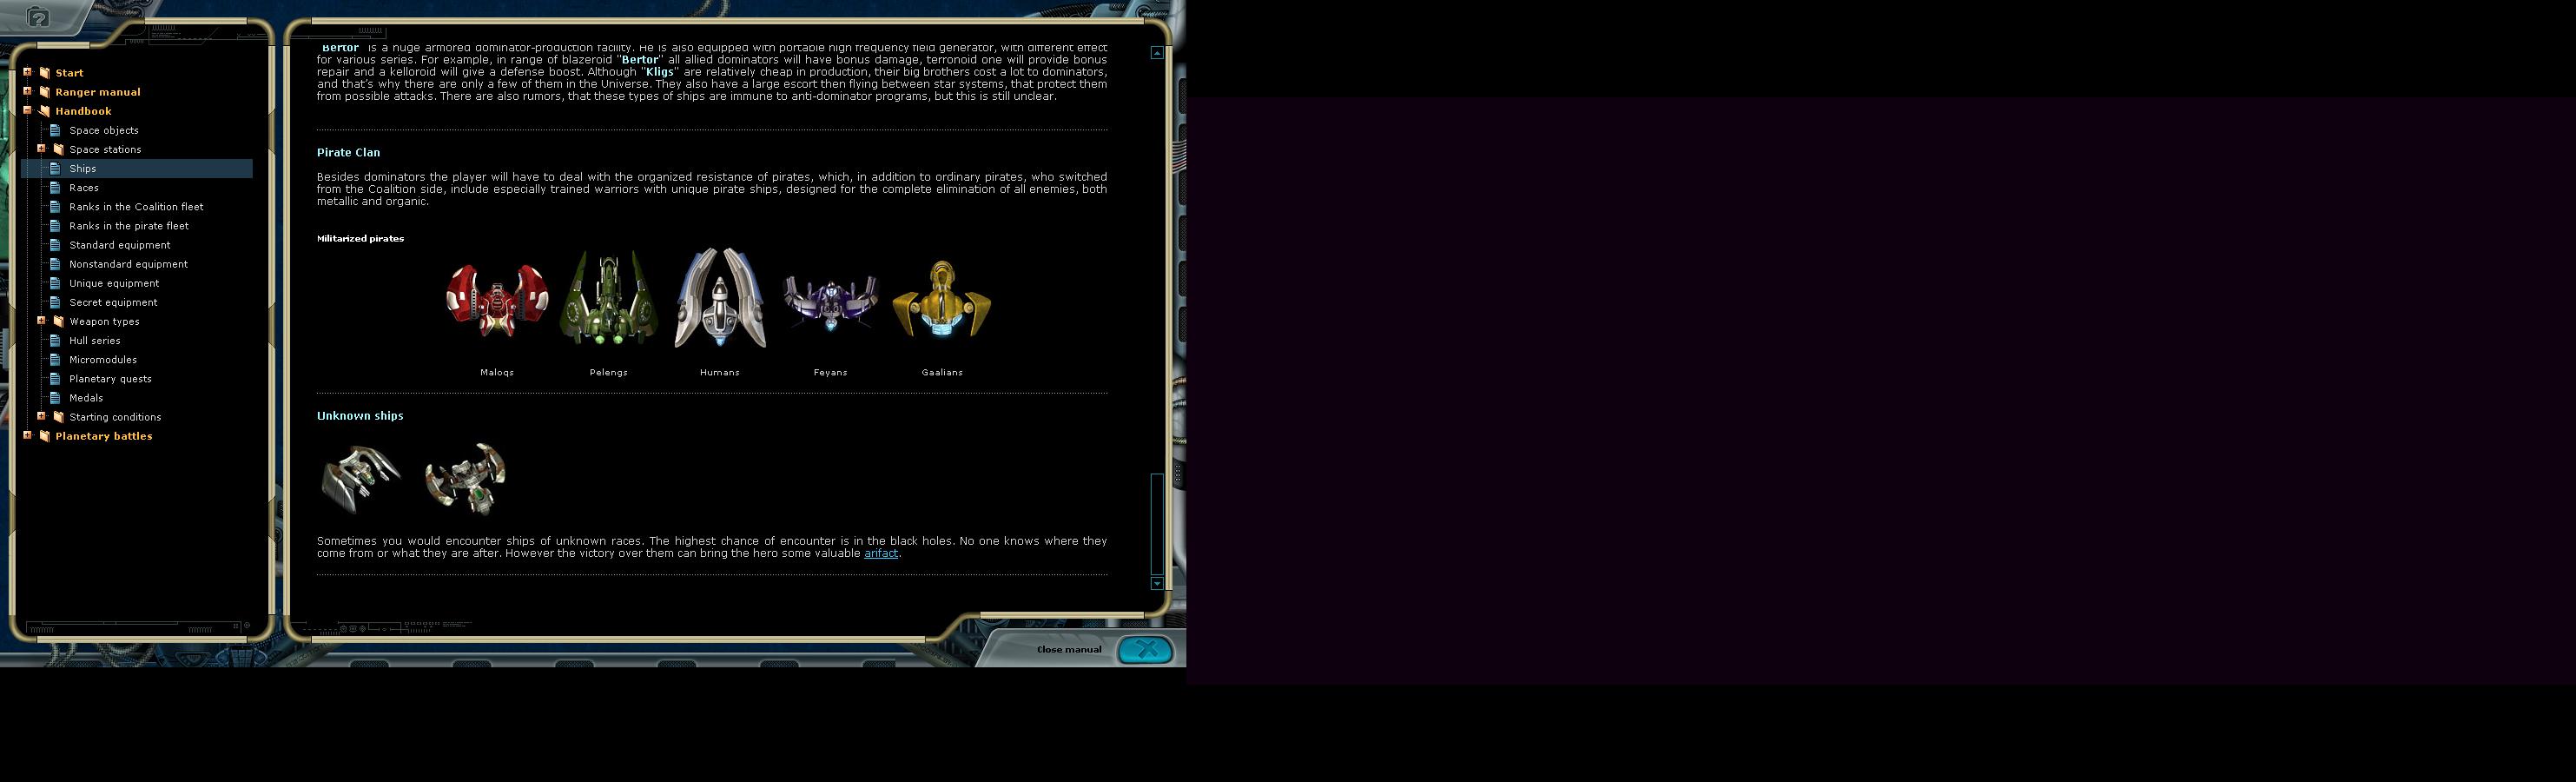 Start
Ranger manual
Handbook
Space objects
Space stations
Ships
Races
Ranks in the Coalition fleet
Ranks in the pirate fleet
Standard equipment
Nonstandard equipment
Unique equipment
Secret equipment
Weapon types
Hull series
Micromodules
Planetary quests
Medals
Starting conditions
Planetary battles
"Bertor" is a huge armored dominator-production facility. He is also equipped with portable high frequency field generator, with different effect
for various series. For example, in range of blazeroid "Bertor" all allied dominators will have bonus damage, terronoid one will provide bonus
repair and a kelloroid will give a defense boost. Although "Kligs" are relatively cheap in production, their big brothers cost a lot to dominators,
and that's why there are only a few of them in the Universe. They also have a large escort then flying between star systems, that protect them
from possible attacks. There are also rumors, that these types of ships are immune to anti-dominator programs, but this is still unclear.
Pirate Clan
Besides dominators the player will have to deal with the organized resistance of pirates, which, in addition to ordinary pirates, who switched
from the Coalition side, include especially trained warriors with unique pirate ships, designed for the complete elimination of all enemies, both
metallic and organic.
Militarized pirates
Maloqs Pelengs Humans Feyans Gaalians
Unknown ships
Sometimes you would encounter ships of unknown races. The highest chance of encounter is in the black holes. No one knows where they
come from or what they are after. However the victory over them can bring the hero some valuable arifact.
Close manual